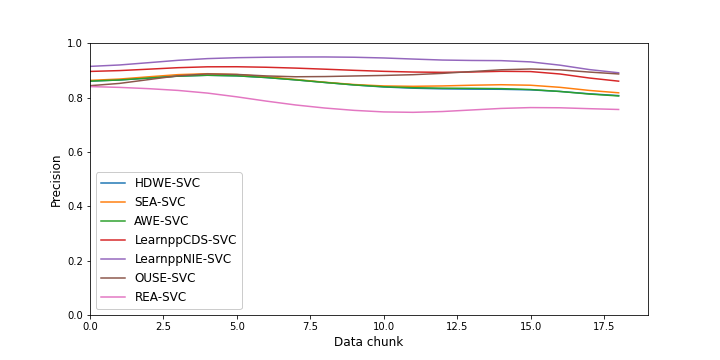 1.0
0.8
0.6
0.4
0.2
0.0
Precision
HDWE-SVC
SEA-SVC
AWE-SVC
LearnppCDS-SVC
LearnppNIE-SVC
OUSE-SVC
REA-SVC
0.0 2.5 5.0 7.5 10.0 12.5 15.0 17.5
Data chunk